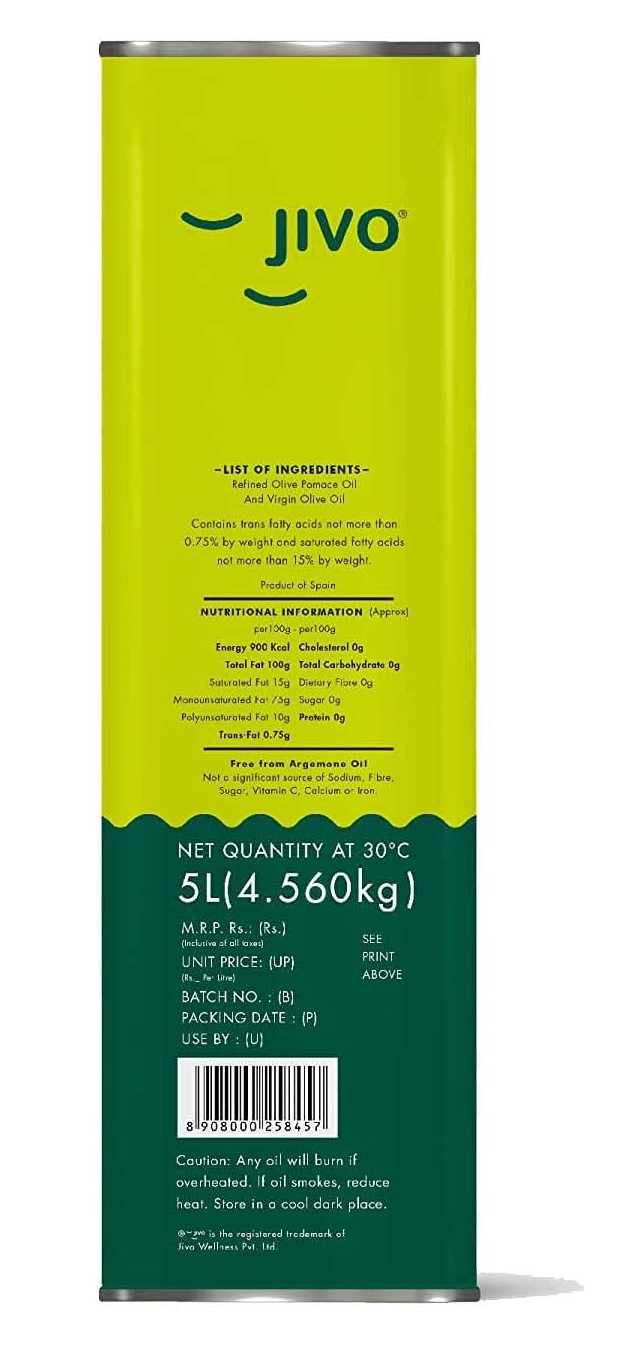 JIVO®
–LIST OF INGREDIENTS–
Refined Olive Pomace Oil
And Virgin Olive Oil
Contains trans fatty acids not more than
0.75% by weight and saturated fatty acids
not more than 15% by weight.
Product of Spain
NUTRITIONAL INFORMATION (Approx)
per100g - per100g
Energy 900 Kcal Cholesterol 0g
Total Fat 100g Total Carbohydrate 0g
Saturated Fat 15g Dietary Fibre 0g
Monounsaturated Fat 75g Sugar 0g
Polyunsaturated Fat 10g Protein 0g
Trans-Fat 0.75g
Free from Argemone Oil
Not a significant source of Sodium, Fibre,
Sugar, Vitamin C, Calcium or Iron.
NET QUANTITY AT 30°C
5L(4.560kg)
M.R.P. Rs.: (Rs.)
(Inclusive of all taxes)
UNIT PRICE: (UP)
(Rs._ Per Litre)
BATCH NO. : (B)
PACKING DATE : (P)
USE BY : (U)
SEE
PRINT
ABOVE
8 908000 258457
Caution: Any oil will burn if
overheated. If oil smokes, reduce
heat. Store in a cool dark place.
®JIVO is the registered trademark of
Jivo Wellness Pvt. Ltd.